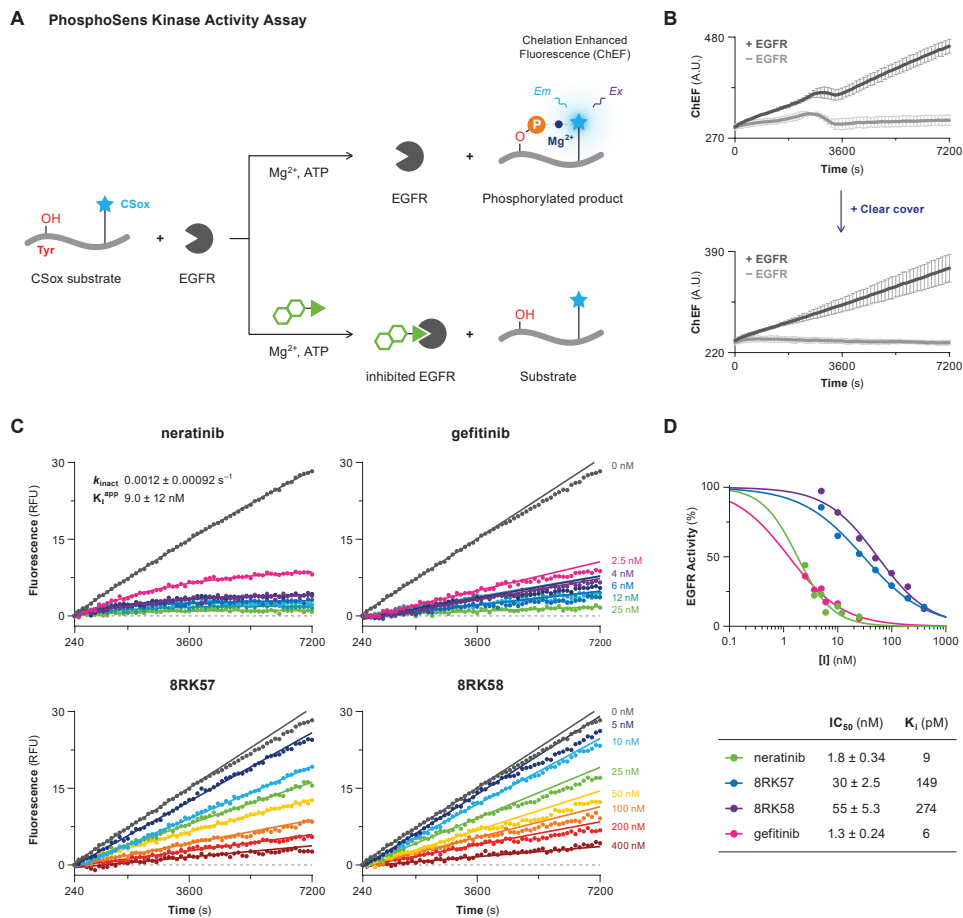 A PhosphoSens Kinase Activity Assay
Chelation Enhanced
Fluorescence (ChEF)
Em
Ex
P
O
Mg2+
Mg2+, ATP
EGFR
+
Phosphorylated product
CSox
OH
Tyr
+
CSox substrate
EGFR
OH
+
Mg2+, ATP
inhibited EGFR
Substrate
B
480
+ EGFR
− EGFR
ChEF (A.U.)
270
0
3600
7200
Time (s)
+ Clear cover
390
+ EGFR
− EGFR
ChEF (A.U.)
220
0
3600
7200
Time (s)
C
neratinib
30
kinact 0.0012 ± 0.00092 s−1
KIapp 9.0 ± 12 nM
Fluorescence (RFU)
15
0
240
3600
7200
gefitinib
30
15
0
0 nM
2.5 nM
4 nM
6 nM
12 nM
25 nM
240
3600
7200
8RK57
30
Fluorescence (RFU)
15
0
240
3600
7200
Time (s)
8RK58
30
15
0
0 nM
5 nM
10 nM
25 nM
50 nM
100 nM
200 nM
400 nM
240
3600
7200
Time (s)
D
100
EGFR Activity
(%)
50
0
0.1
1
10
100
1000
[I] (nM)
IC50 (nM) Ki (pM)
neratinib 1.8 ± 0.34 9
8RK57 30 ± 2.5 149
8RK58 55 ± 5.3 274
gefitinib 1.3 ± 0.24 6